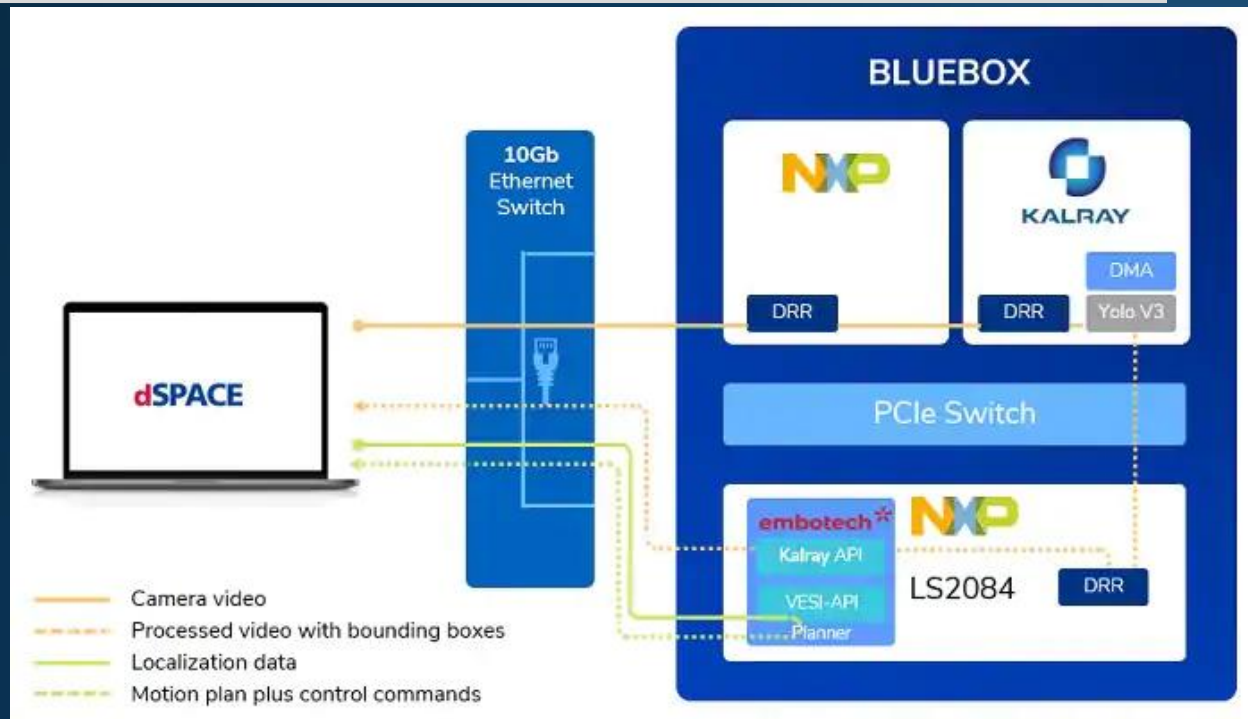 BLUEBOX
10Gb
Ethernet
Switch
NXP
KALRAY
DMA
DRR
DRR
Yolo V3
dSPACE
PCIe Switch
embotech*
NXP
Kalray API
LS2084
DRR
VESI-API
Planner
Camera video
Processed video with bounding boxes
Localization data
Motion plan plus control commands